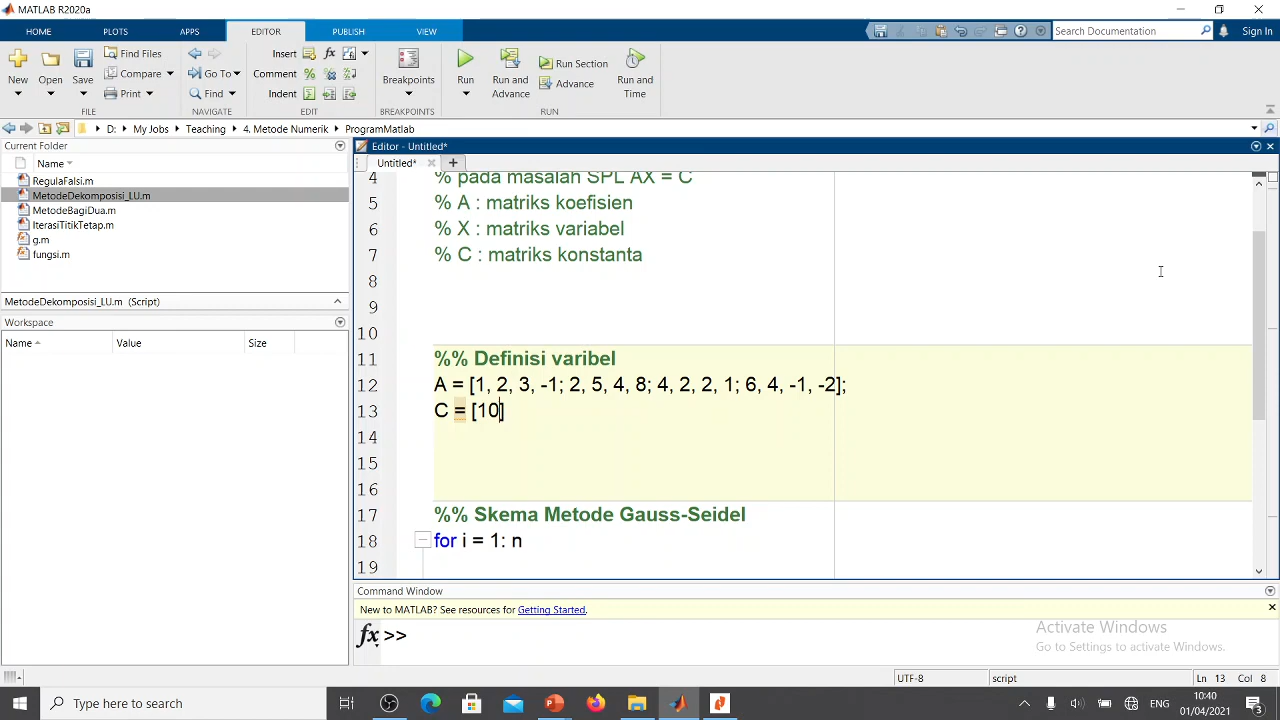 MATLAB R2020a
HOME PLOTS APPS EDITOR PUBLISH VIEW Search Documentation Sign In
New Open Save Find Files Compare Print Go To Find Insert fx Comment Indent Breakpoints Run Run and Advance Run Section Advance Run and Time
FILE NAVIGATE EDIT BREAKPOINTS RUN
D: My Jobs Teaching 4. Metode Numerik ProgramMatlab
Current Folder
Name
RegulaFalsi.m
MetodeDekomposisi_LU.m
MetodeBagiDua.m
IterasiTitikTetap.m
g.m
fungsi.m
MetodeDekomposisi_LU.m (Script)
Workspace
Name Value Size
Editor - Untitled*
Untitled*
4 % pada masalah SPL AX = C
5 % A : matriks koefisien
6 % X : matriks variabel
7 % C : matriks konstanta
8
9
10
11 %% Definisi varibel
12 A = [1, 2, 3, -1; 2, 5, 4, 8; 4, 2, 2, 1; 6, 4, -1, -2];
13 C = [10]
14
15
16
17 %% Skema Metode Gauss-Seidel
18 for i = 1: n
19
Command Window
New to MATLAB? See resources for Getting Started.
fx >>
Activate Windows
Go to Settings to activate Windows.
UTF-8 script Ln 13 Col 8
Type here to search
ENG 10:40
01/04/2021
3